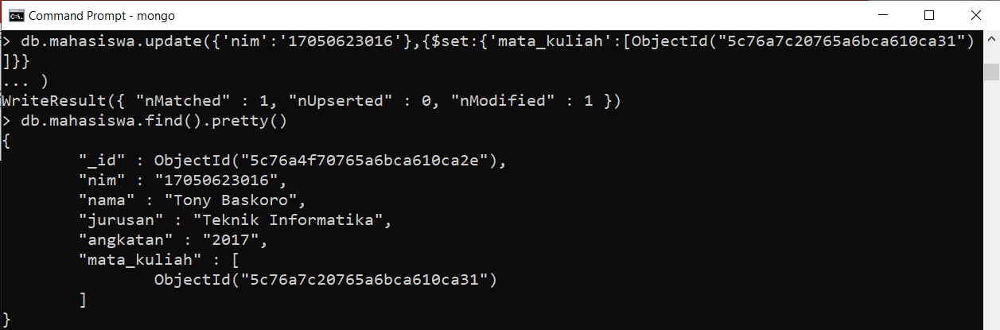 Command Prompt - mongo
> db.mahasiswa.update({'nim':'17050623016'},{$set:{'mata_kuliah':[ObjectId("5c76a7c20765a6bca610ca31")
]}}
... )
WriteResult({ "nMatched" : 1, "nUpserted" : 0, "nModified" : 1 })
> db.mahasiswa.find().pretty()
{
        "_id" : ObjectId("5c76a4f70765a6bca610ca2e"),
        "nim" : "17050623016",
        "nama" : "Tony Baskoro",
        "jurusan" : "Teknik Informatika",
        "angkatan" : "2017",
        "mata_kuliah" : [
                ObjectId("5c76a7c20765a6bca610ca31")
        ]
}